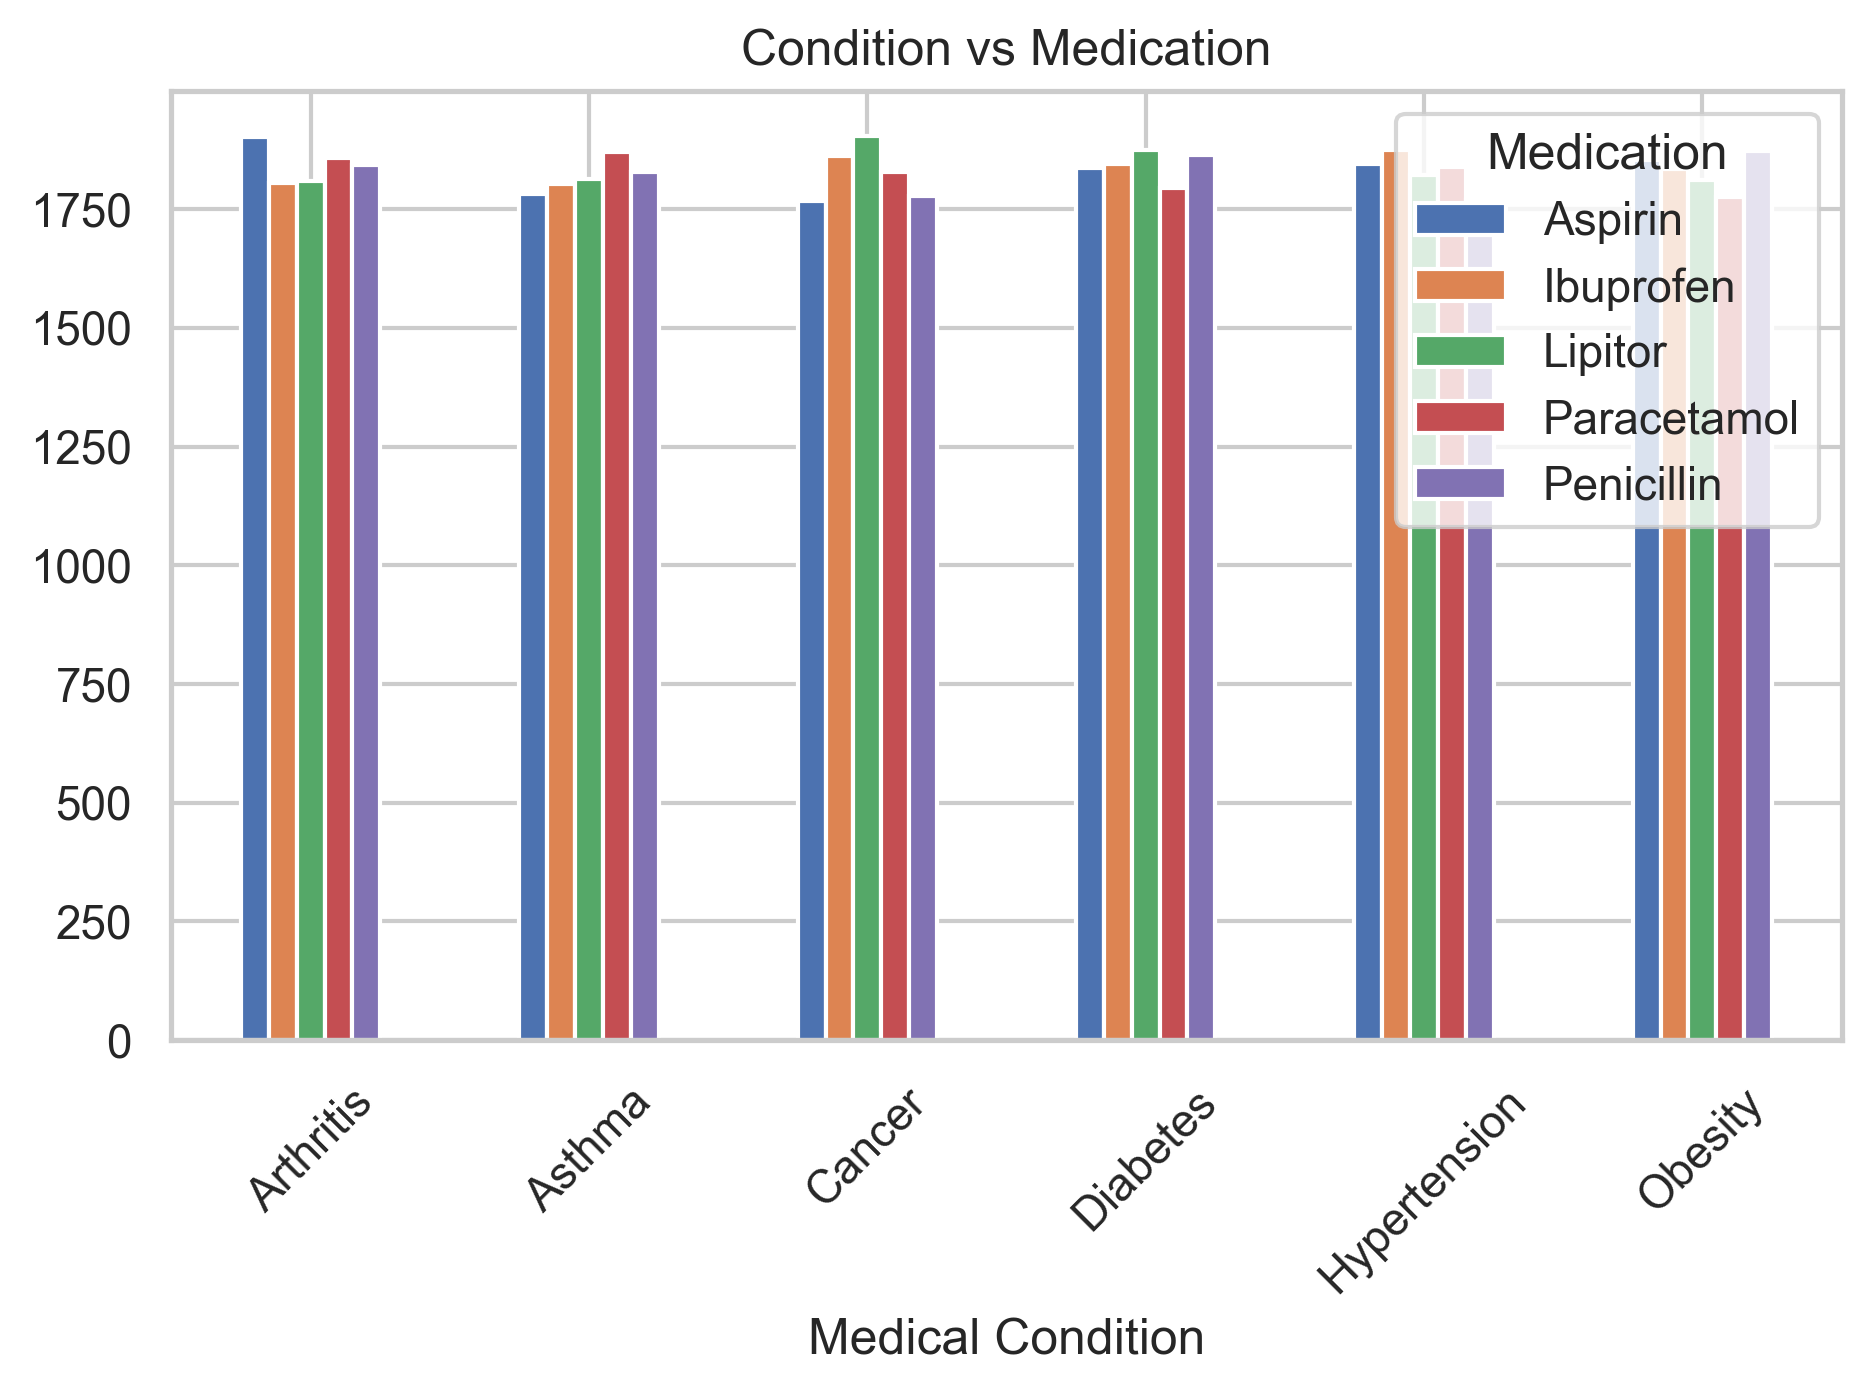 Condition vs Medication
1750
1500
1250
1000
750
500
250
0
Medication
Aspirin
Ibuprofen
Lipitor
Paracetamol
Penicillin
Arthritis
Asthma
Cancer
Diabetes
Hypertension
Obesity
Medical Condition